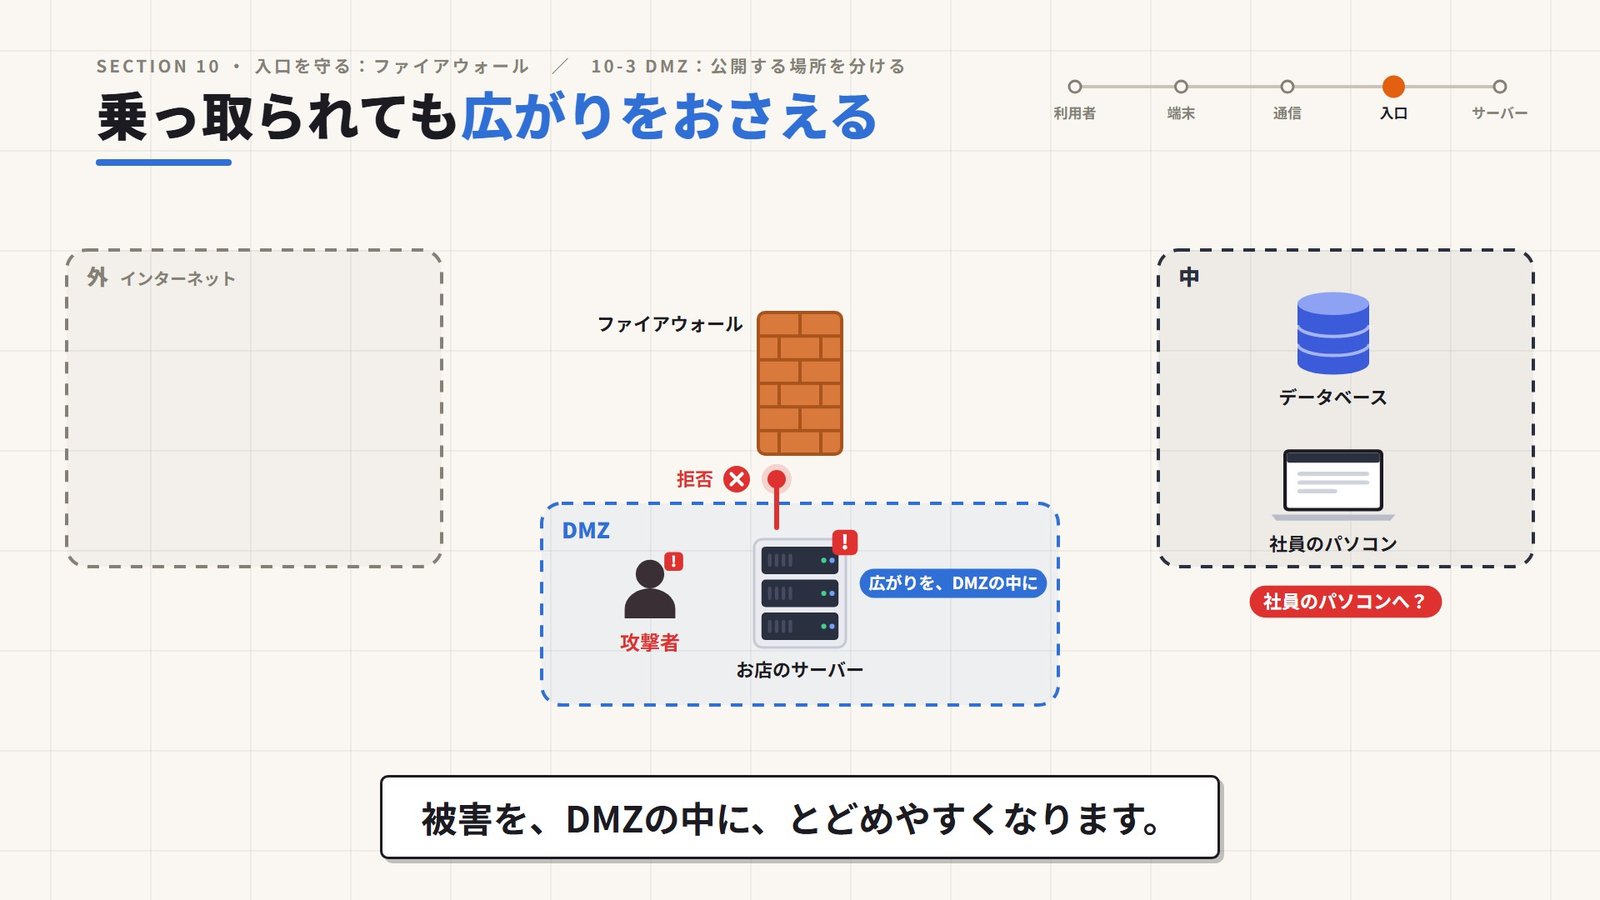 SECTION 10 ・ 入口を守る：ファイアウォール ／ 10-3 DMZ：公開する場所を分ける
乗っ取られても広がりをおさえる
利用者
端末
通信
入口
サーバー
外 インターネット
ファイアウォール
中
データベース
社員のパソコン
社員のパソコンへ？
拒否
DMZ
攻撃者
お店のサーバー
広がりを、DMZの中に
被害を、DMZの中に、とどめやすくなります。